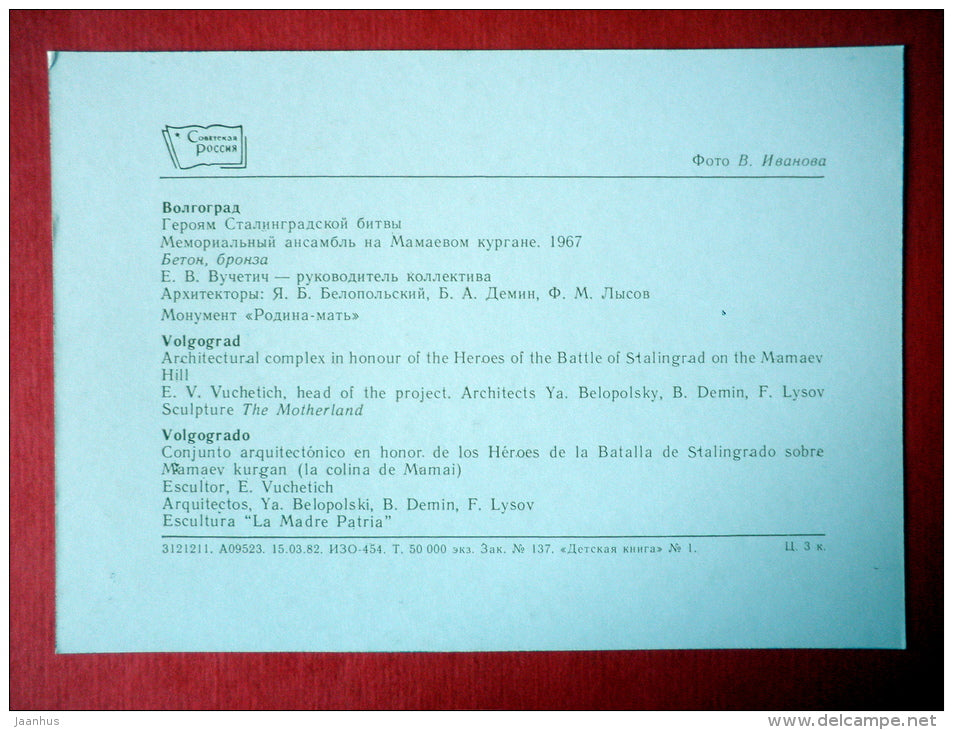 Советская
РОССИЯ
Фото В. Иванова
Волгоград
Героям Сталинградской битвы
Мемориальный ансамбль на Мамаевом кургане. 1967
Бетон, бронза
Е. В. Вучетич — руководитель коллектива
Архитекторы: Я. Б. Белопольский, Б. А. Демин, Ф. М. Лысов
Монумент «Родина-мать»
Volgograd
Architectural complex in honour of the Heroes of the Battle of Stalingrad on the Mamaev
Hill
E. V. Vuchetich, head of the project. Architects Ya. Belopolsky, B. Demin, F. Lysov
Sculpture The Motherland
Volgogrado
Conjunto arquitectónico en honor. de los Héroes de la Batalla de Stalingrado sobre
Mamaev kurgan (la colina de Mamai)
Escultor, E. Vuchetich
Arquitectos, Ya. Belopolski, B. Demin, F. Lysov
Escultura “La Madre Patria”
3121211. А09523. 15.03.82. ИЗО-454. Т. 50 000 экз. Зак. № 137. «Детская книга» № 1. Ц. 3 к.
jaanhus
www.delcampe.net